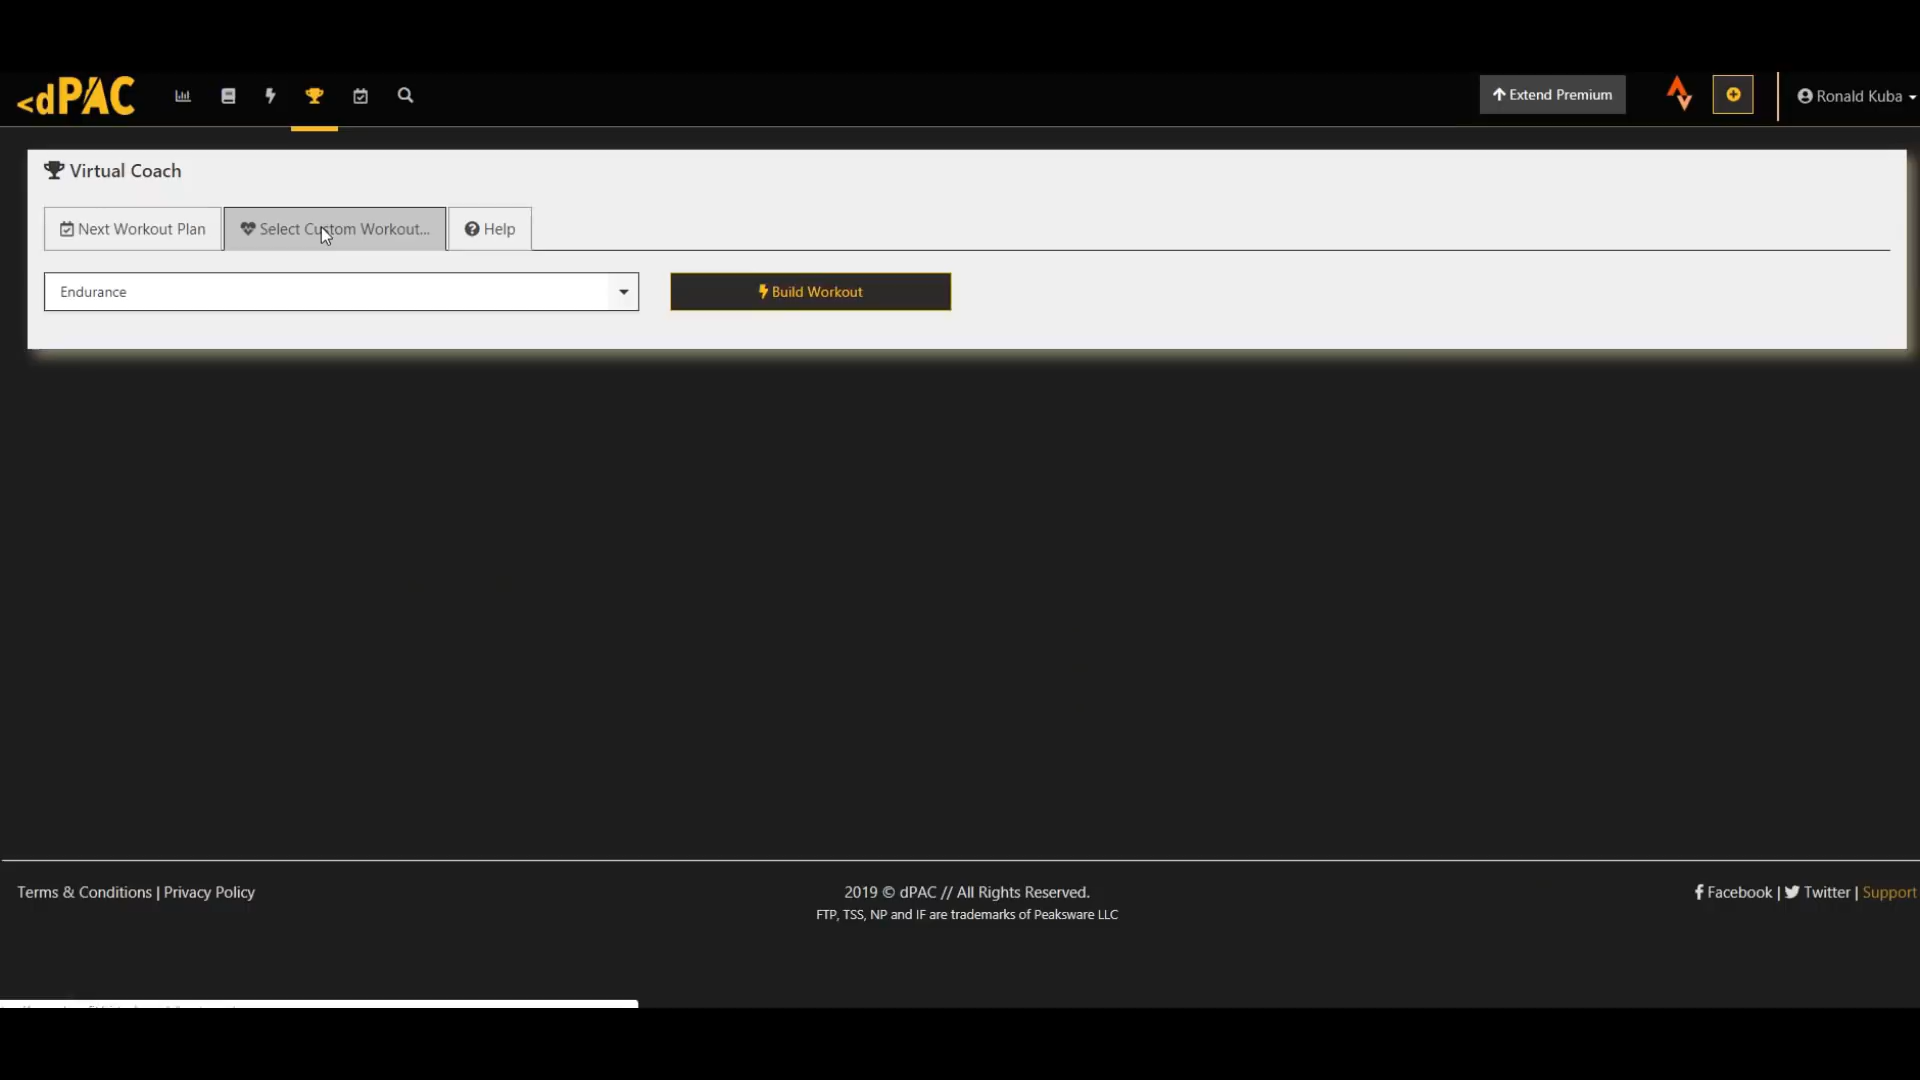 <dPAC
Extend Premium
Ronald Kuba
Virtual Coach
Next Workout Plan
Select Custom Workout...
Help
Endurance
Build Workout
Terms & Conditions | Privacy Policy
2019 © dPAC // All Rights Reserved.
FTP, TSS, NP and IF are trademarks of Peaksware LLC
Facebook | Twitter | Support